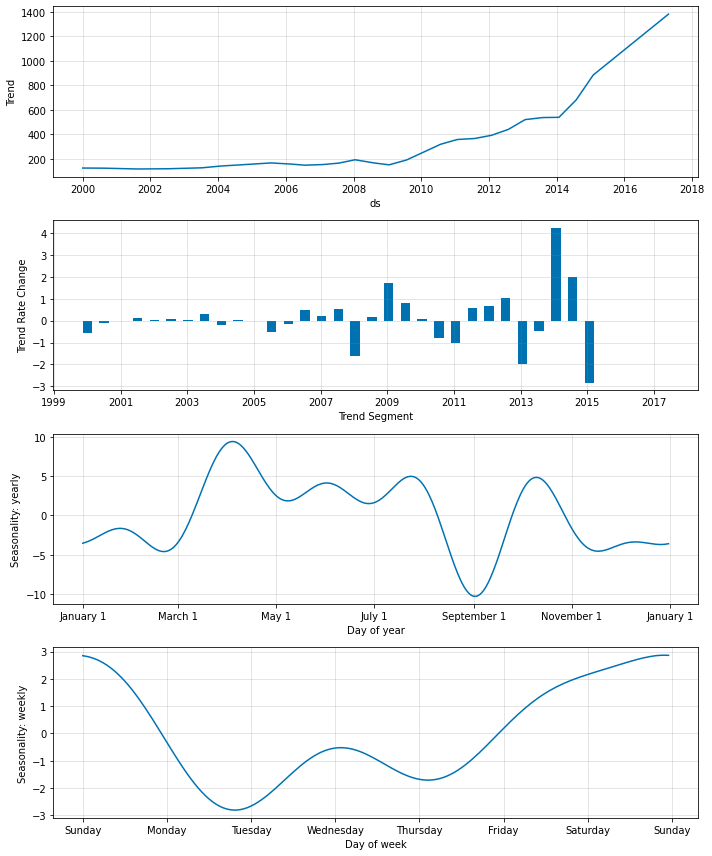 1400
1200
1000
800
600
400
200
Trend
2000 2002 2004 2006 2008 2010 2012 2014 2016 2018
ds
4
3
2
1
0
−1
−2
−3
Trend Rate Change
1999 2001 2003 2005 2007 2009 2011 2013 2015 2017
Trend Segment
10
5
0
−5
−10
Seasonality: yearly
January 1 March 1 May 1 July 1 September 1 November 1 January 1
Day of year
3
2
1
0
−1
−2
−3
Seasonality: weekly
Sunday Monday Tuesday Wednesday Thursday Friday Saturday Sunday
Day of week